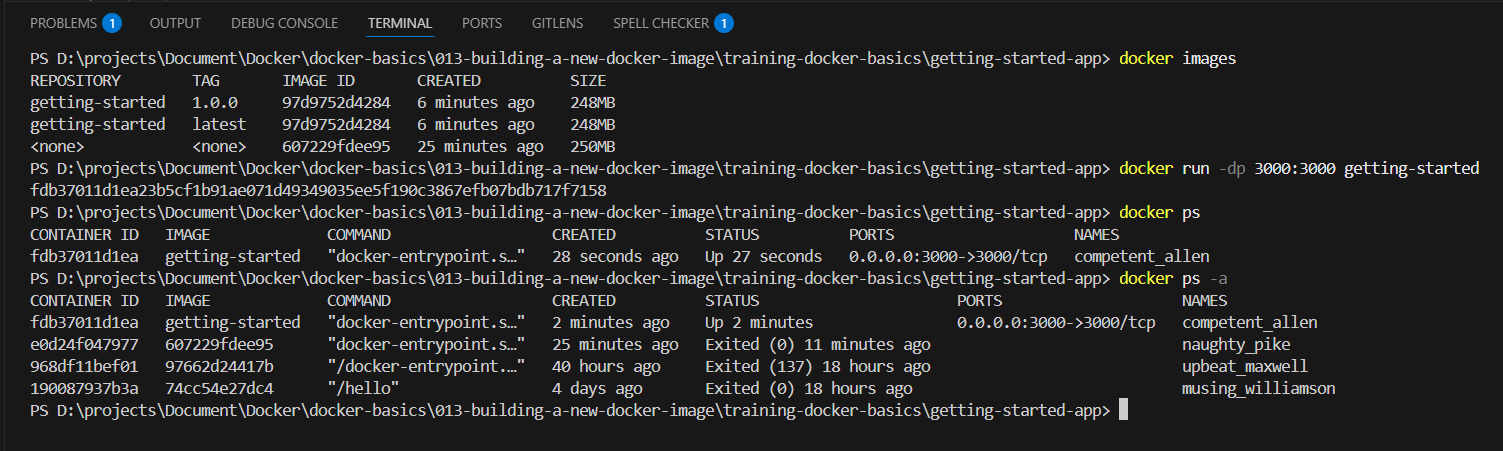 PROBLEMS 1 OUTPUT DEBUG CONSOLE TERMINAL PORTS GITLENS SPELL CHECKER 1
PS D:\projects\Document\Docker\docker-basics\013-building-a-new-docker-image\training-docker-basics\getting-started-app> docker images
REPOSITORY TAG IMAGE ID CREATED SIZE
getting-started 1.0.0 97d9752d4284 6 minutes ago 248MB
getting-started latest 97d9752d4284 6 minutes ago 248MB
<none> <none> 607229fdee95 25 minutes ago 250MB
PS D:\projects\Document\Docker\docker-basics\013-building-a-new-docker-image\training-docker-basics\getting-started-app> docker run -dp 3000:3000 getting-started
fdb37011d1ea23b5cf1b91ae071d49349035ee5f190c3867efb07bdb717f7158
PS D:\projects\Document\Docker\docker-basics\013-building-a-new-docker-image\training-docker-basics\getting-started-app> docker ps
CONTAINER ID IMAGE COMMAND CREATED STATUS PORTS NAMES
fdb37011d1ea getting-started "docker-entrypoint.s…" 28 seconds ago Up 27 seconds 0.0.0.0:3000->3000/tcp competent_allen
PS D:\projects\Document\Docker\docker-basics\013-building-a-new-docker-image\training-docker-basics\getting-started-app> docker ps -a
CONTAINER ID IMAGE COMMAND CREATED STATUS PORTS NAMES
fdb37011d1ea getting-started "docker-entrypoint.s…" 2 minutes ago Up 2 minutes 0.0.0.0:3000->3000/tcp competent_allen
e0d24f047977 607229fdee95 "docker-entrypoint.s…" 25 minutes ago Exited (0) 11 minutes ago naughty_pike
968df11bef01 97662d24417b "/docker-entrypoint.…" 40 hours ago Exited (137) 18 hours ago upbeat_maxwell
190087937b3a 74cc54e27dc4 "/hello" 4 days ago Exited (0) 18 hours ago musing_williamson
PS D:\projects\Document\Docker\docker-basics\013-building-a-new-docker-image\training-docker-basics\getting-started-app>